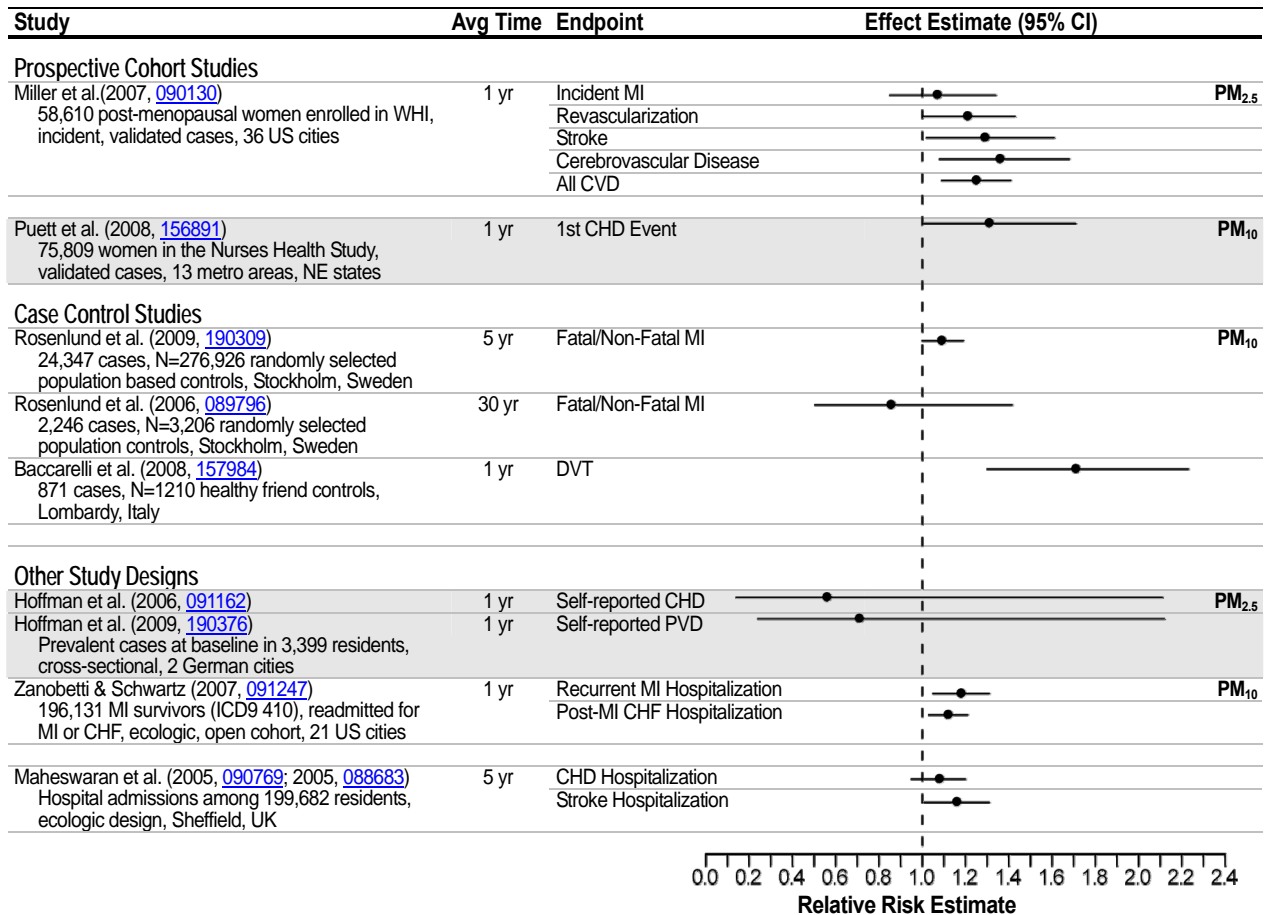 Study Avg Time Endpoint Effect Estimate (95% CI)
Prospective Cohort Studies
Miller et al.(2007, 090130) 1 yr Incident MI PM2.5
58,610 post-menopausal women enrolled in WHI, Revascularization
incident, validated cases, 36 US cities Stroke
Cerebrovascular Disease
All CVD
Puett et al. (2008, 156891) 1 yr 1st CHD Event PM10
75,809 women in the Nurses Health Study,
validated cases, 13 metro areas, NE states
Case Control Studies
Rosenlund et al. (2009, 190309) 5 yr Fatal/Non-Fatal MI PM10
24,347 cases, N=276,926 randomly selected
population based controls, Stockholm, Sweden
Rosenlund et al. (2006, 089796) 30 yr Fatal/Non-Fatal MI
2,246 cases, N=3,206 randomly selected
population controls, Stockholm, Sweden
Baccarelli et al. (2008, 157984) 1 yr DVT
871 cases, N=1210 healthy friend controls,
Lombardy, Italy
Other Study Designs
Hoffman et al. (2006, 091162) 1 yr Self-reported CHD PM2.5
Hoffman et al. (2009, 190376) 1 yr Self-reported PVD
Prevalent cases at baseline in 3,399 residents,
cross-sectional, 2 German cities
Zanobetti & Schwartz (2007, 091247) 1 yr Recurrent MI Hospitalization PM10
196,131 MI survivors (ICD9 410), readmitted for Post-MI CHF Hospitalization
MI or CHF, ecologic, open cohort, 21 US cities
Maheswaran et al. (2005, 090769; 2005, 088683) 5 yr CHD Hospitalization
Hospital admissions among 199,682 residents, Stroke Hospitalization
ecologic design, Sheffield, UK
0.0 0.2 0.4 0.6 0.8 1.0 1.2 1.4 1.6 1.8 2.0 2.2 2.4
Relative Risk Estimate